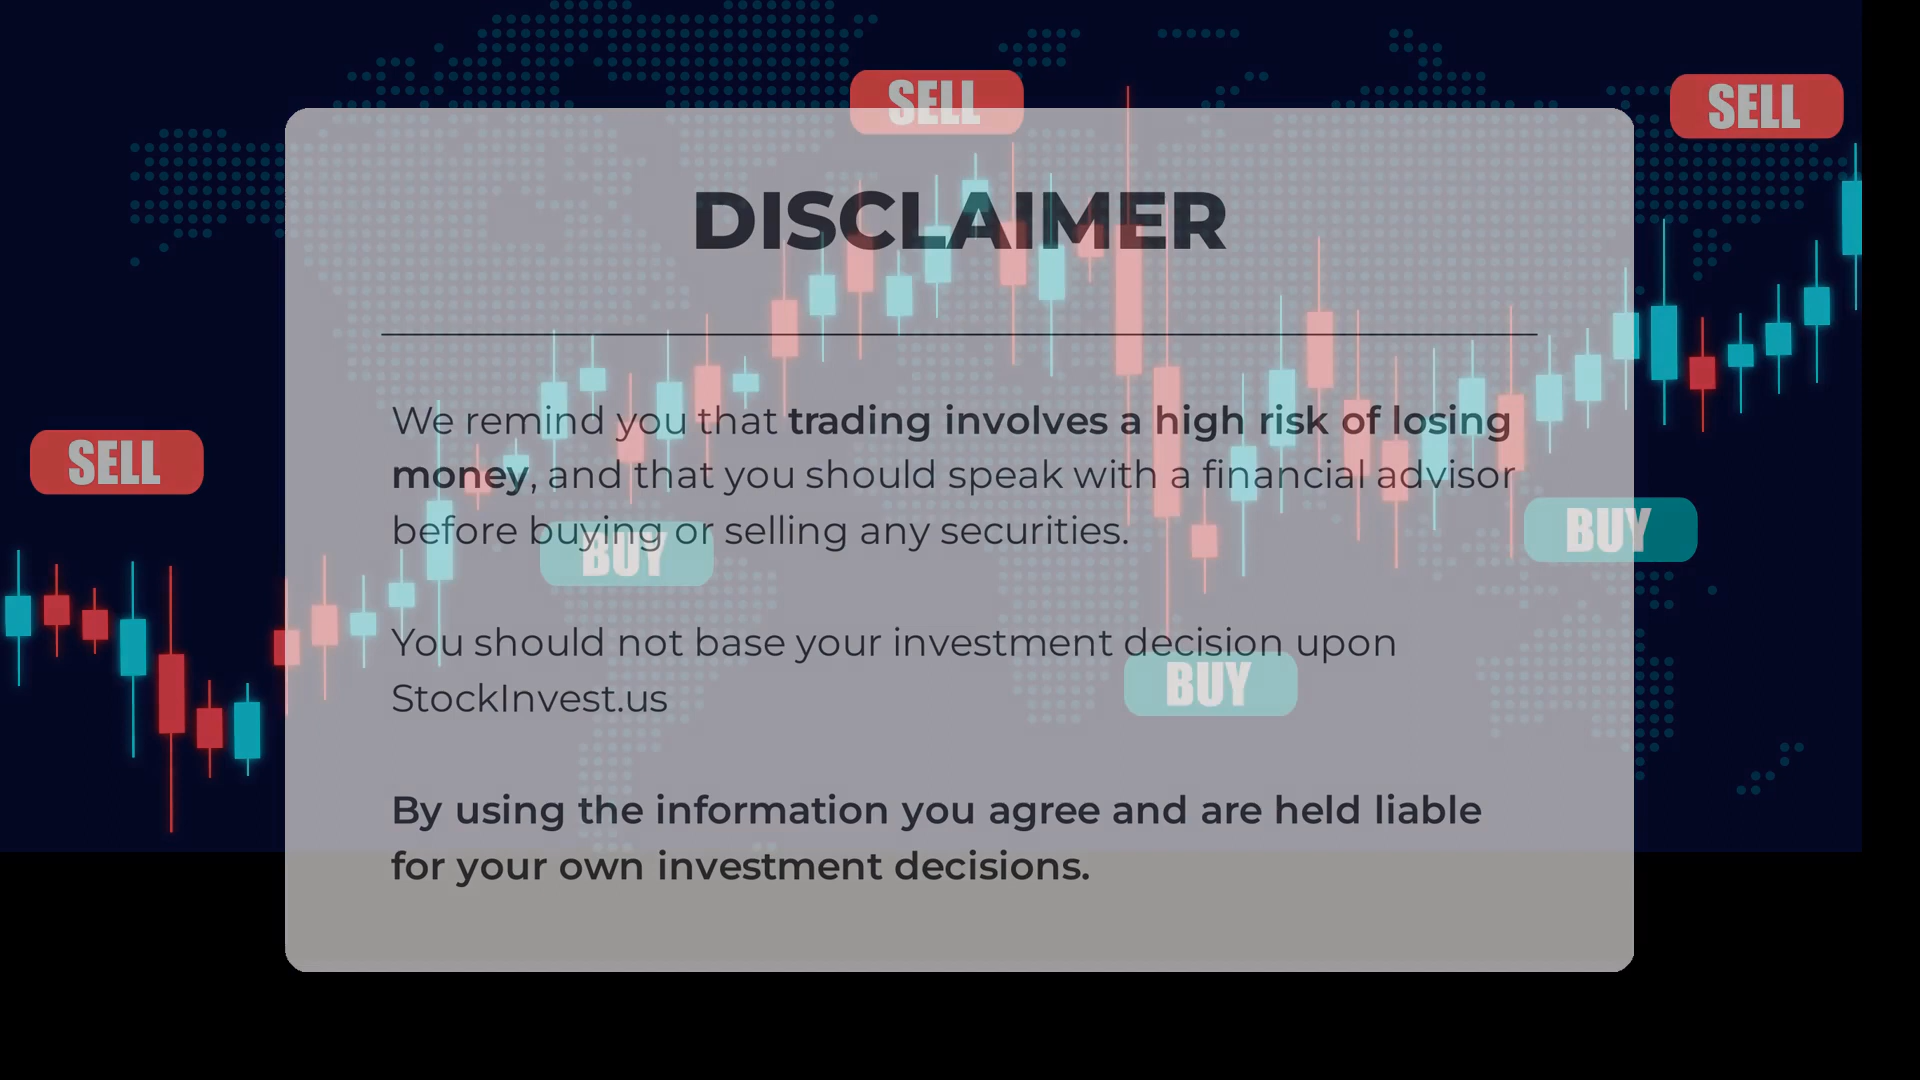 SELL
SELL
DISCLAIMER
We remind you that trading involves a high risk of losing
money, and that you should speak with a financial advisor
before buying or selling any securities.
SELL
BUY
BUY
You should not base your investment decision upon
StockInvest.us
BUY
By using the information you agree and are held liable
for your own investment decisions.